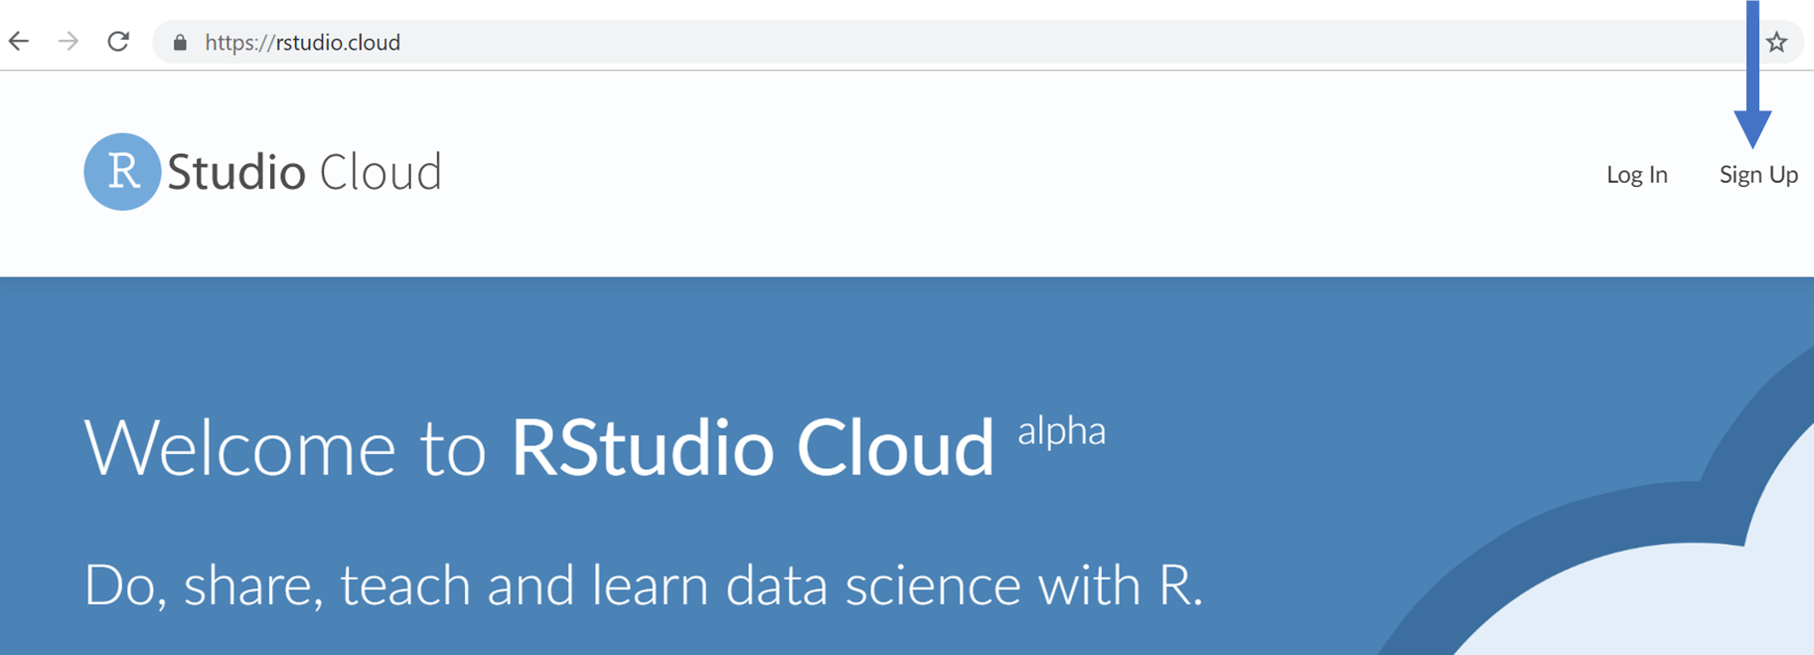 https://rstudio.cloud
R Studio Cloud
Log In
Sign Up
Welcome to RStudio Cloud alpha
Do, share, teach and learn data science with R.